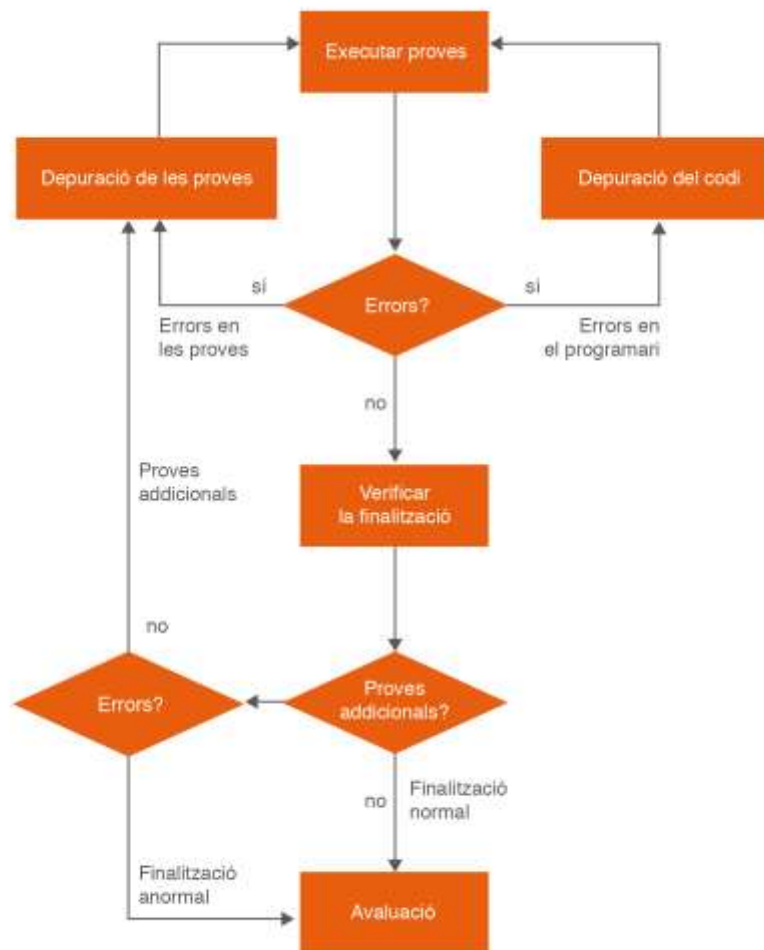 Executar proves
Depuració de les proves
Depuració del codi
sí
Errors?
sí
Errors en
les proves
Errors en
el programari
no
Proves
addicionals
Verificar
la finalització
no
Errors?
Proves
addicionals?
no
Finalització
normal
Finalització
anormal
Avaluació